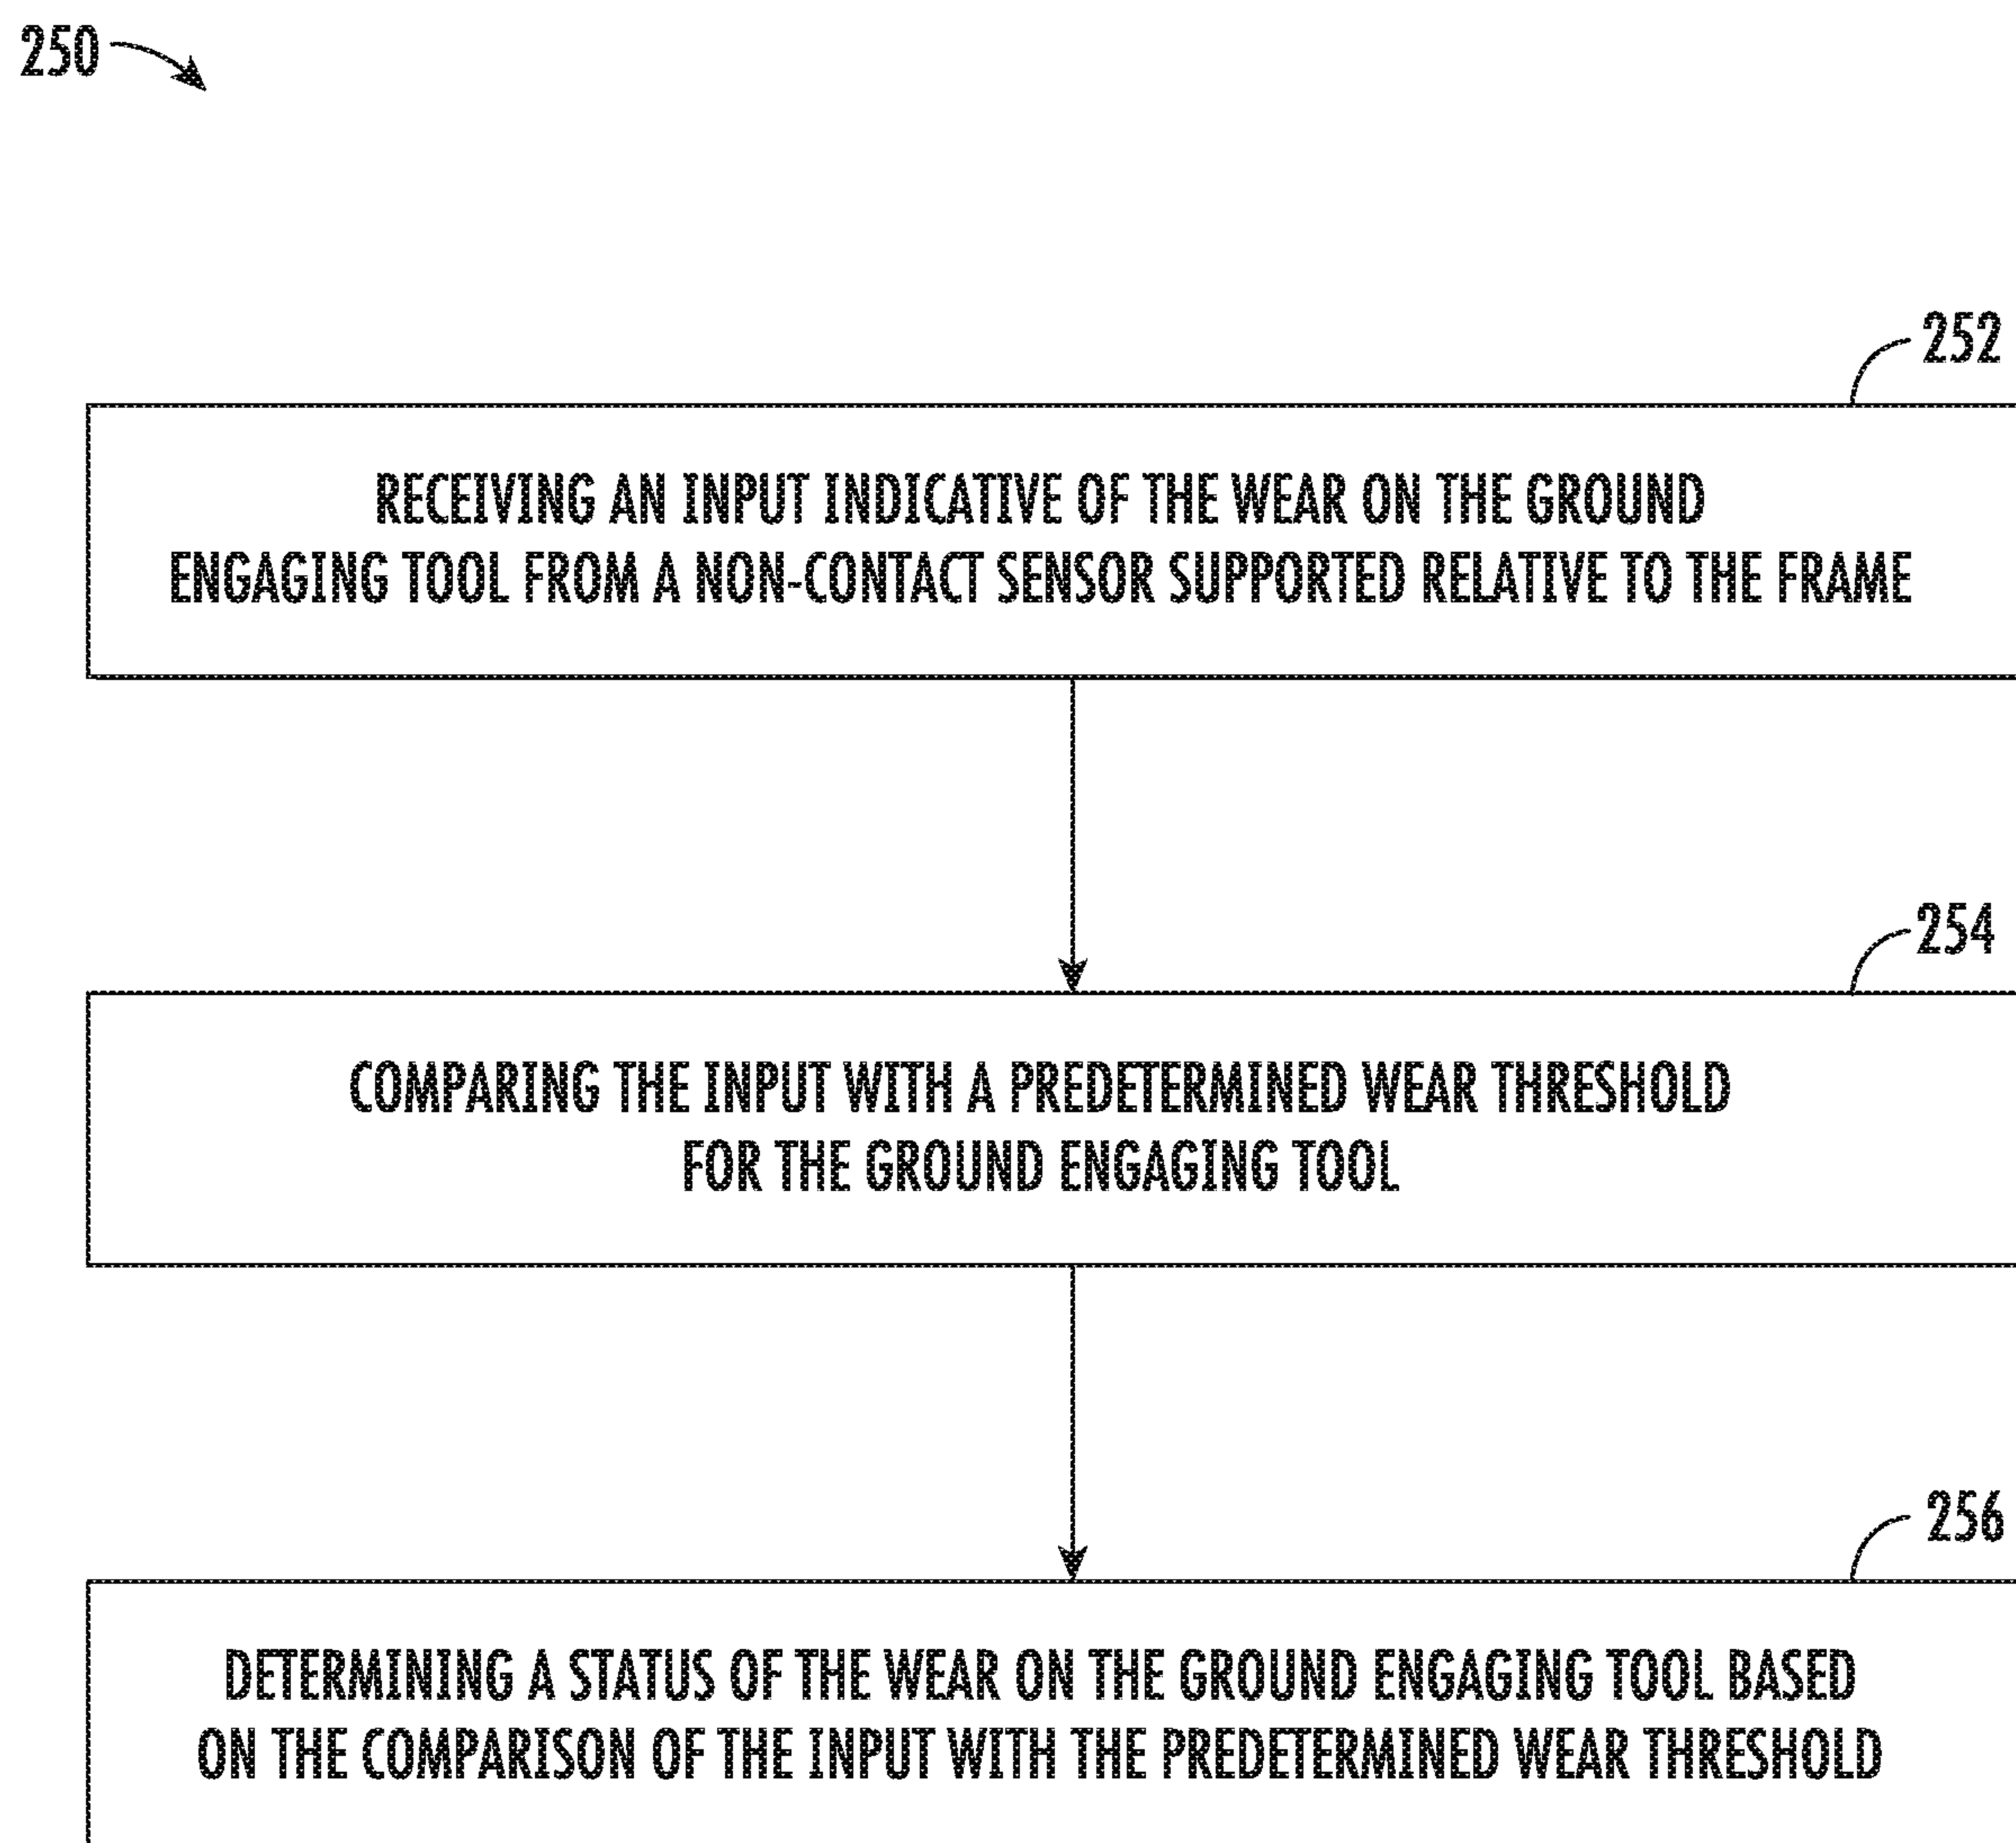 250
252
RECEIVING AN INPUT INDICATIVE OF THE WEAR ON THE GROUND
ENGAGING TOOL FROM A NON-CONTACT SENSOR SUPPORTED RELATIVE TO THE FRAME
254
COMPARING THE INPUT WITH A PREDETERMINED WEAR THRESHOLD
FOR THE GROUND ENGAGING TOOL
256
DETERMINING A STATUS OF THE WEAR ON THE GROUND ENGAGING TOOL BASED
ON THE COMPARISON OF THE INPUT WITH THE PREDETERMINED WEAR THRESHOLD